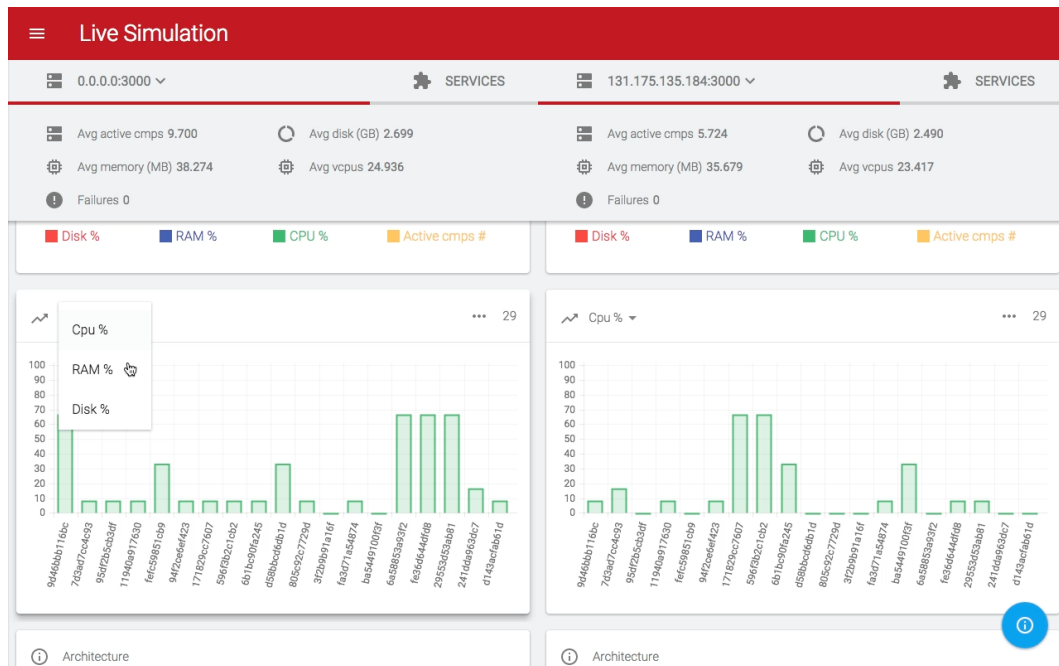 Live Simulation
0.0.0.0:3000
SERVICES
131.175.135.184:3000
SERVICES
Avg active cmps 9.700
Avg disk (GB) 2.699
Avg memory (MB) 38.274
Avg vcpus 24.936
Failures 0
Avg active cmps 5.724
Avg disk (GB) 2.490
Avg memory (MB) 35.679
Avg vcpus 23.417
Failures 0
Disk %
RAM %
CPU %
Active cmps #
Disk %
RAM %
CPU %
Active cmps #
Cpu %
RAM %
Disk %
29
100
90
80
70
60
50
40
30
20
10
0
9d46bbb116bc
7d3ad7cc4c93
95df2b5cb3df
11940a917630
fefc59851cb9
94f2ce6ef423
171829cc7607
596f3b2c1cb2
6b1bc90fa245
d58bbcd6db1d
805c92c7729d
3f2b9b91a16f
fa3d71a54874
ba5449100f3f
6a58853a93f2
fe36d644dfd8
29553d53ab81
241dda963dc7
d143acfab61d
Cpu %
29
100
90
80
70
60
50
40
30
20
10
0
9d46bbb116bc
7d3ad7cc4c93
95df2b5cb3df
11940a917630
fefc59851cb9
94f2ce6ef423
171829cc7607
596f3b2c1cb2
6b1bc90fa245
d58bbcd6db1d
805c92c7729d
3f2b9b91a16f
fa3d71a54874
ba5449100f3f
6a58853a93f2
fe36d644dfd8
29553d53ab81
241dda963dc7
d143acfab61d
Architecture
Architecture